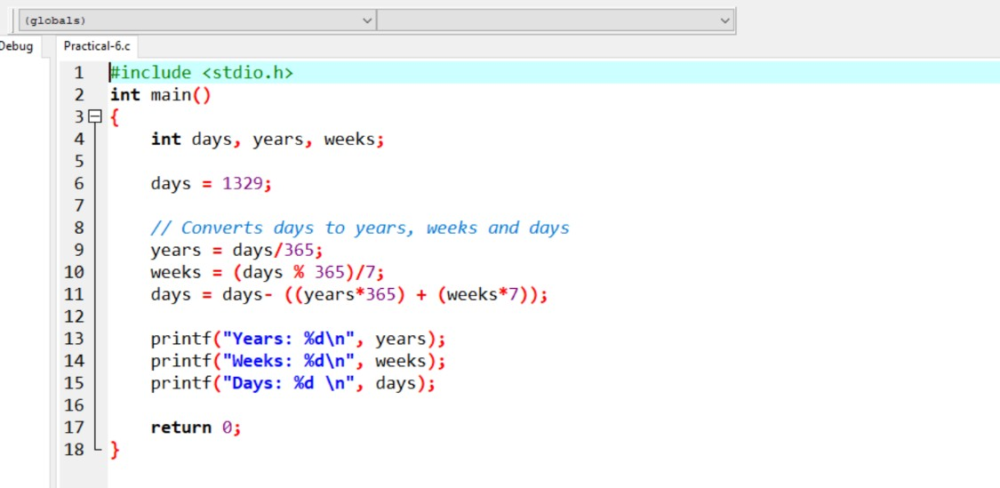 (globals)
Debug
Practical-6.c
1 #include <stdio.h>
2 int main()
3 {
4     int days, years, weeks;
5
6     days = 1329;
7
8     // Converts days to years, weeks and days
9     years = days/365;
10     weeks = (days % 365)/7;
11     days = days- ((years*365) + (weeks*7));
12
13     printf("Years: %d\n", years);
14     printf("Weeks: %d\n", weeks);
15     printf("Days: %d \n", days);
16
17     return 0;
18 }